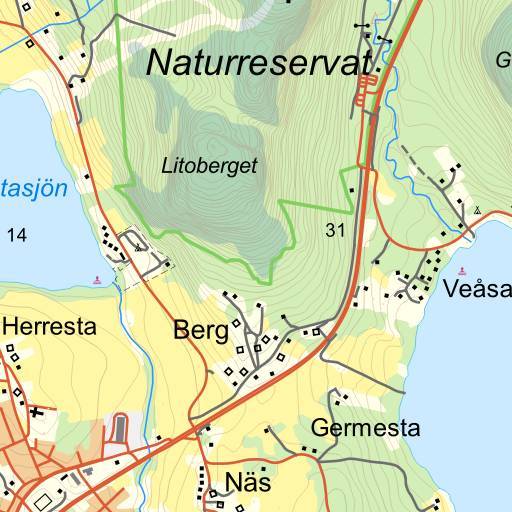 Naturreservat
G
Litoberget
tasjön
14
31
Veåsa
Herresta
Berg
Germesta
Näs